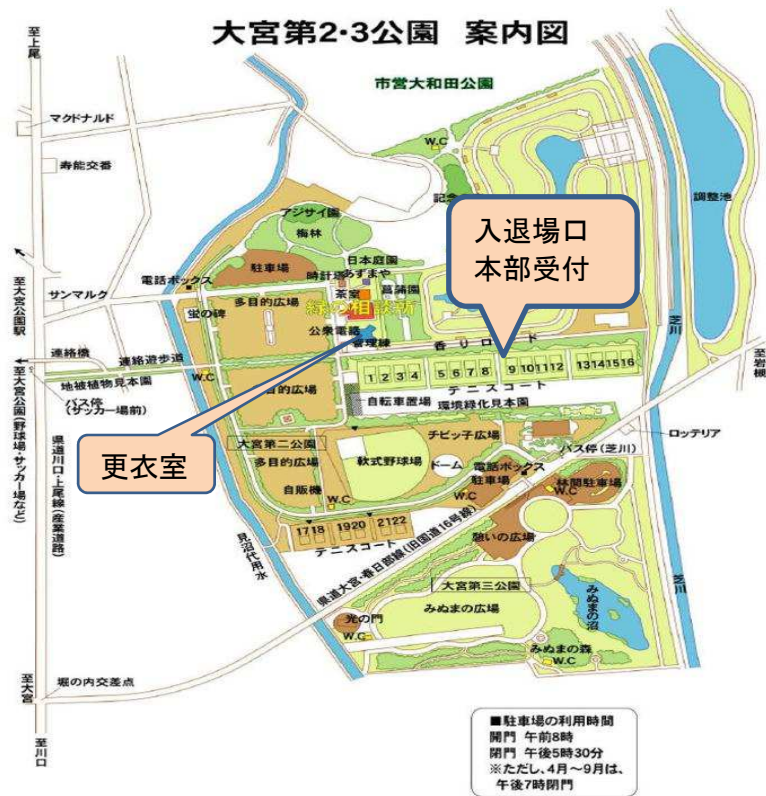 大宮第2・3公園 案内図
至上尾
市営大和田公園
マクドナルド
寿能交番
W.C
記念
調整池
アジサイ園
梅林
入退場口
本部受付
日本庭園
駐車場
時計塔
あずまや
電話ボックス
茶室
菖蒲園
至大宮公園駅
サンマルク
蛍の碑
多目的広場
緑の相談所
公衆電話
管理棟
香りロード
芝川
連絡橋
連絡遊歩道
地被植物見本園
W.C
1 2 3 4
5 6 7 8
9 10 11 12
13 14 15 16
至岩槻
バス停
(サッカー場前)
目的広場
テニスコート
自転車置場
環境緑化見本園
至大宮公園(野球場・サッカー場など)
県道川口・上尾線(産業道路)
更衣室
大宮第二公園
多目的広場
チビッ子広場
ロッテリア
バス停(芝川)
軟式野球場
ドーム
電話ボックス
駐車場
林間駐車場
W.C
自販機
W.C
W.C
17 18
19 20
21 22
テニスコート
憩いの広場
見沼代用水
県道大宮・春日部線(旧国道16号線)
大宮第三公園
みぬまの広場
みぬまの沼
芝川
光の門
W.C
みぬまの森
W.C
至大宮
堀の内交差点
至川口
■駐車場の利用時間
開門 午前8時
閉門 午後5時30分
※ただし、4月~9月は、
午後7時閉門